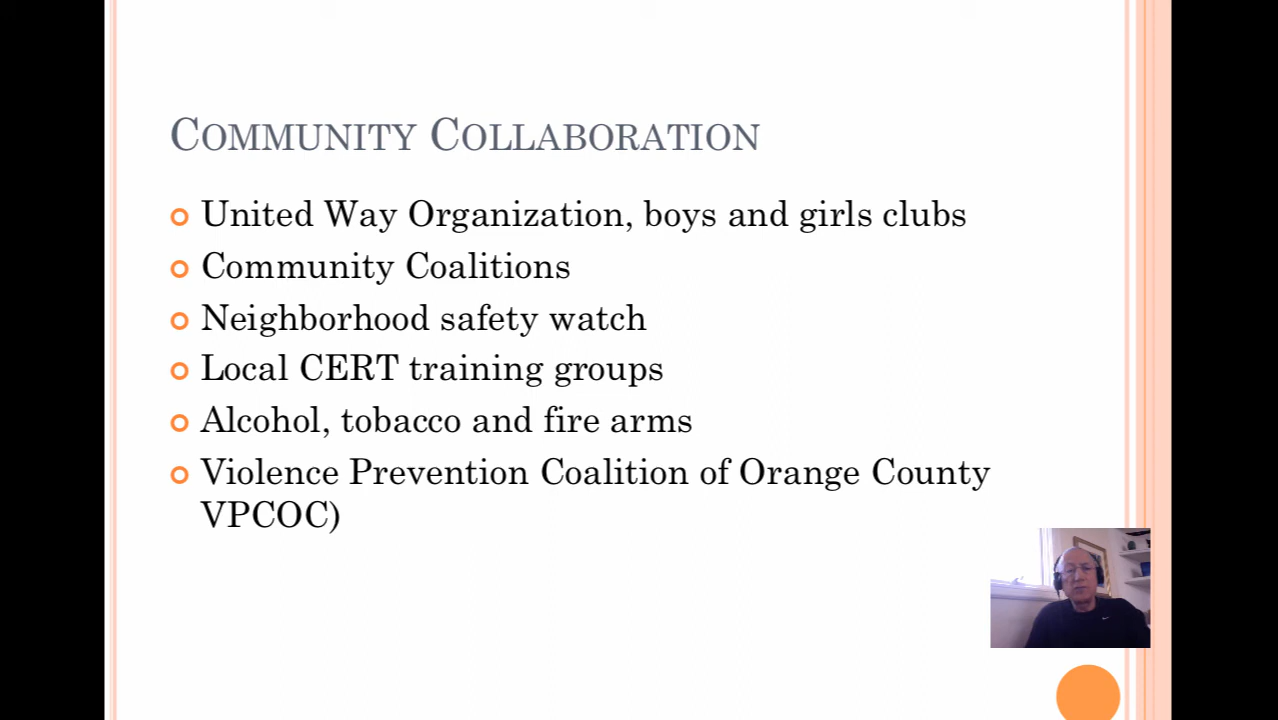 COMMUNITY COLLABORATION
United Way Organization, boys and girls clubs
Community Coalitions
Neighborhood safety watch
Local CERT training groups
Alcohol, tobacco and fire arms
Violence Prevention Coalition of Orange County
VPCOC)